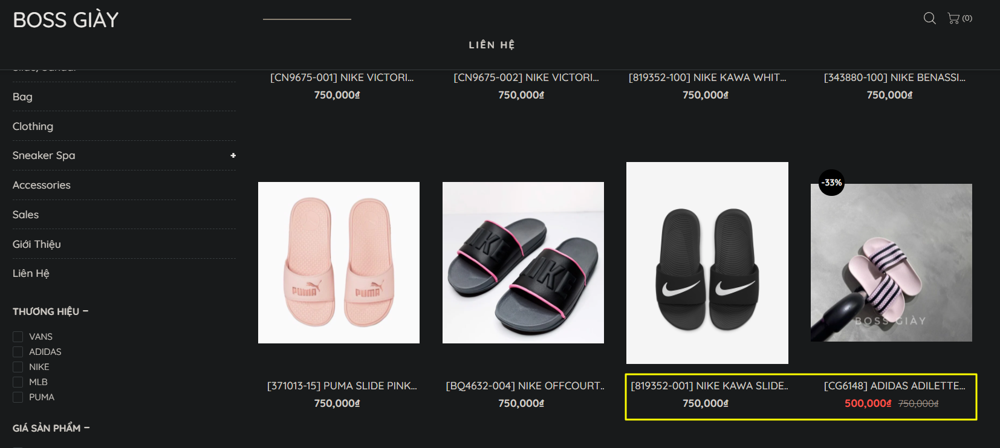 BOSS GIÀY
(0)
LIÊN HỆ
[CN9675-001] NIKE VICTORI...
[CN9675-002] NIKE VICTORI...
[819352-100] NIKE KAWA WHIT...
[343880-100] NIKE BENASSI...
750,000₫
750,000₫
750,000₫
750,000₫
Bag
Clothing
Sneaker Spa +
Accessories
Sales
Giới Thiệu
Liên Hệ
THƯƠNG HIỆU −
VANS
ADIDAS
NIKE
MLB
PUMA
GIÁ SẢN PHẨM −
PUMA
PUMA
NIKE
NIKE
-33%
BOSS GIÀY
[371013-15] PUMA SLIDE PINK...
[BQ4632-004] NIKE OFFCOURT..
[819352-001] NIKE KAWA SLIDE..
[CG6148] ADIDAS ADILETTE...
750,000₫
750,000₫
750,000₫
500,000₫ 750,000₫